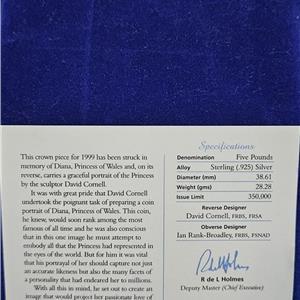 This crown piece for 1999 has been struck in
memory of Diana, Princess of Wales and, on its
reverse, carries a graceful portrait of the Princess
by the sculptor David Cornell.
It was with great pride that David Cornell
undertook the poignant task of preparing a coin
portrait of Diana, Princess of Wales. This coin,
he knew, would soon rank among the most
famous of all time and he was also conscious
that in this one image he must attempt to
embody all that the Princess had represented in
the eyes of the world. But for him it was vital
that his portrayal of her should capture not
just an accurate likeness but also the many facets
of a personality that had endeared her to millions.
With all this in mind, he set out to create an
image that would project her passionate love of
Specifications
Denomination Five Pounds
Alloy Sterling (.925) Silver
Diameter (mm) 38.61
Weight (gms) 28.28
Issue Limit 350,000
Reverse Designer
David Cornell, FRBS, FRSA
Obverse Designer
Ian Rank-Broadley, FRBS, FSNAD
R de L Holmes
Deputy Master (Chief Executive)